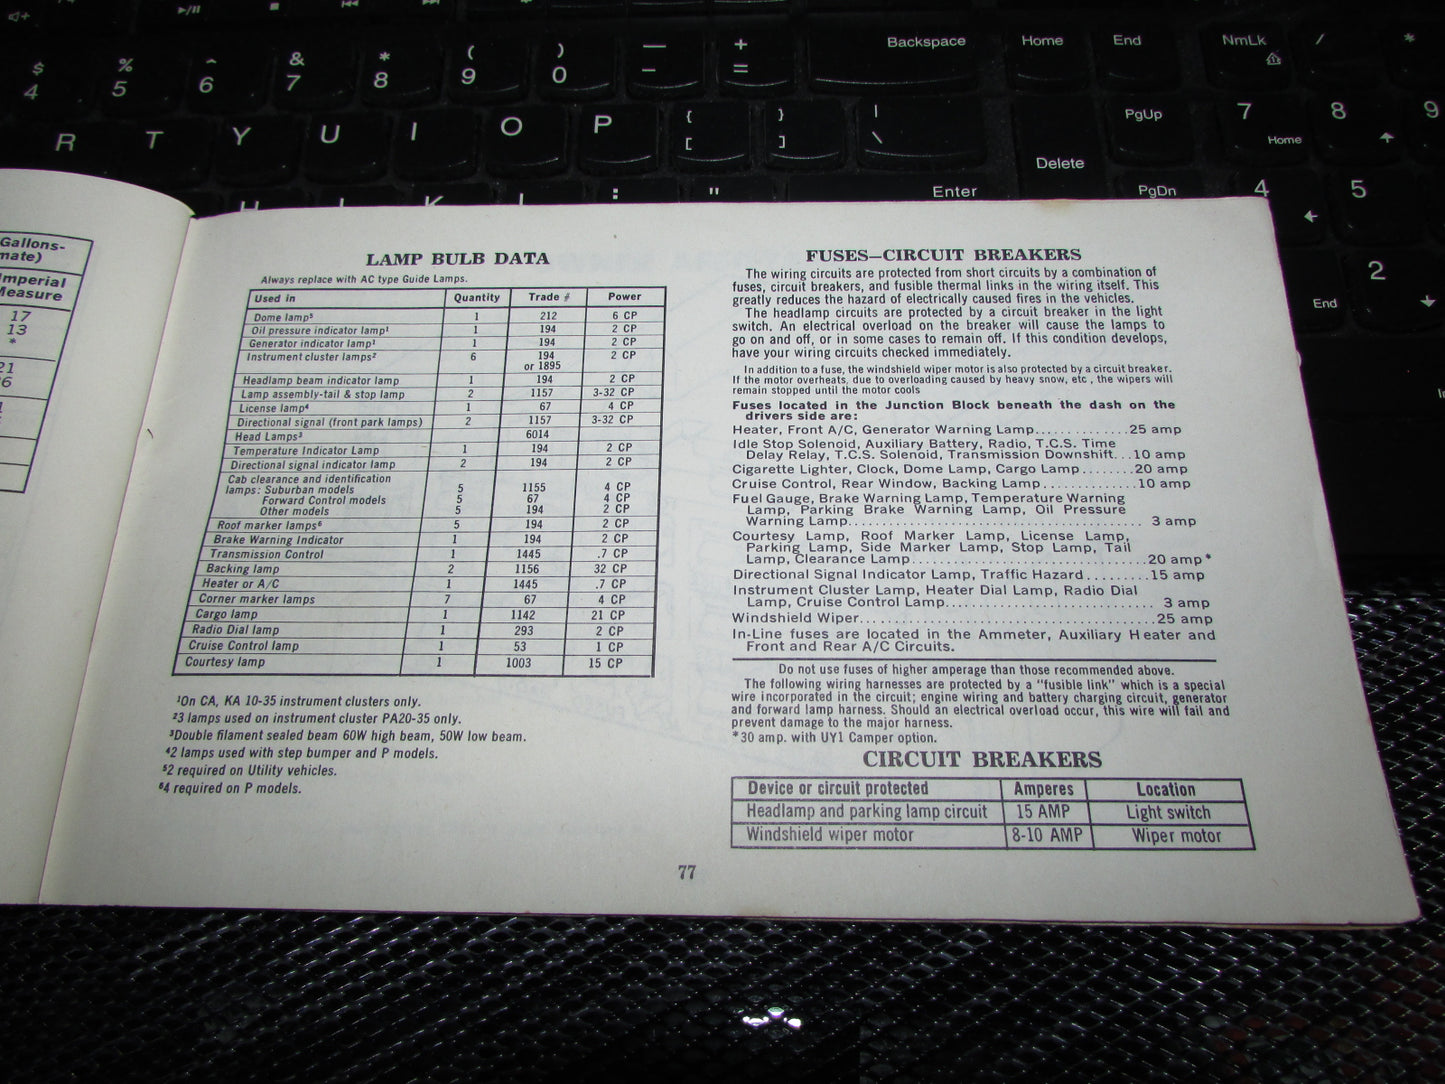 $ % ^ & * ( ) — + Backspace Home End NmLk / *
4 5 6 7 8 9 0 - =
R T Y U I O P { [ } ] | \ Delete PgUp 7 Home 8 9
: " Enter PgDn 4 5
End 2
Gallons-
mate)
Imperial
Measure
17
13
*
21
LAMP BULB DATA
Always replace with AC type Guide Lamps.
Used in Quantity Trade # Power
Dome lamp⁵ 1 212 6 CP
Oil pressure indicator lamp¹ 1 194 2 CP
Generator indicator lamp¹ 1 194 2 CP
Instrument cluster lamps² 6 194 2 CP
or 1895
Headlamp beam indicator lamp 1 194 2 CP
Lamp assembly-tail & stop lamp 2 1157 3-32 CP
License lamp⁴ 1 67 4 CP
Directional signal (front park lamps) 2 1157 3-32 CP
Head Lamps³ 6014
Temperature Indicator Lamp 1 194 2 CP
Directional signal indicator lamp 2 194 2 CP
Cab clearance and identification
lamps: Suburban models 5 1155 4 CP
Forward Control models 5 67 4 CP
Other models 5 194 2 CP
Roof marker lamps⁶ 5 194 2 CP
Brake Warning Indicator 1 194 2 CP
Transmission Control 1 1445 .7 CP
Backing lamp 2 1156 32 CP
Heater or A/C 1 1445 .7 CP
Corner marker lamps 7 67 4 CP
Cargo lamp 1 1142 21 CP
Radio Dial lamp 1 293 2 CP
Cruise Control lamp 1 53 1 CP
Courtesy lamp 1 1003 15 CP
¹On CA, KA 10-35 instrument clusters only.
²3 lamps used on instrument cluster PA20-35 only.
³Double filament sealed beam 60W high beam, 50W low beam.
⁴2 lamps used with step bumper and P models.
⁵2 required on Utility vehicles.
⁶4 required on P models.
FUSES—CIRCUIT BREAKERS
The wiring circuits are protected from short circuits by a combination of
fuses, circuit breakers, and fusible thermal links in the wiring itself. This
greatly reduces the hazard of electrically caused fires in the vehicles.
The headlamp circuits are protected by a circuit breaker in the light
switch. An electrical overload on the breaker will cause the lamps to
go on and off, or in some cases to remain off. If this condition develops,
have your wiring circuits checked immediately.
In addition to a fuse, the windshield wiper motor is also protected by a circuit breaker.
If the motor overheats, due to overloading caused by heavy snow, etc , the wipers will
remain stopped until the motor cools
Fuses located in the Junction Block beneath the dash on the
drivers side are:
Heater, Front A/C, Generator Warning Lamp.............25 amp
Idle Stop Solenoid, Auxiliary Battery, Radio, T.C.S. Time
Delay Relay, T.C.S. Solenoid, Transmission Downshift...10 amp
Cigarette Lighter, Clock, Dome Lamp, Cargo Lamp........20 amp
Cruise Control, Rear Window, Backing Lamp..............10 amp
Fuel Gauge, Brake Warning Lamp, Temperature Warning
Lamp, Parking Brake Warning Lamp, Oil Pressure
Warning Lamp.......................................... 3 amp
Courtesy Lamp, Roof Marker Lamp, License Lamp,
Parking Lamp, Side Marker Lamp, Stop Lamp, Tail
Lamp, Clearance Lamp..................................20 amp*
Directional Signal Indicator Lamp, Traffic Hazard.........15 amp
Instrument Cluster Lamp, Heater Dial Lamp, Radio Dial
Lamp, Cruise Control Lamp.............................. 3 amp
Windshield Wiper..........................................25 amp
In-Line fuses are located in the Ammeter, Auxiliary Heater and
Front and Rear A/C Circuits.
Do not use fuses of higher amperage than those recommended above.
The following wiring harnesses are protected by a "fusible link" which is a special
wire incorporated in the circuit; engine wiring and battery charging circuit, generator
and forward lamp harness. Should an electrical overload occur, this wire will fail and
prevent damage to the major harness.
*30 amp. with UY1 Camper option.
CIRCUIT BREAKERS
Device or circuit protected Amperes Location
Headlamp and parking lamp circuit 15 AMP Light switch
Windshield wiper motor 8-10 AMP Wiper motor
77